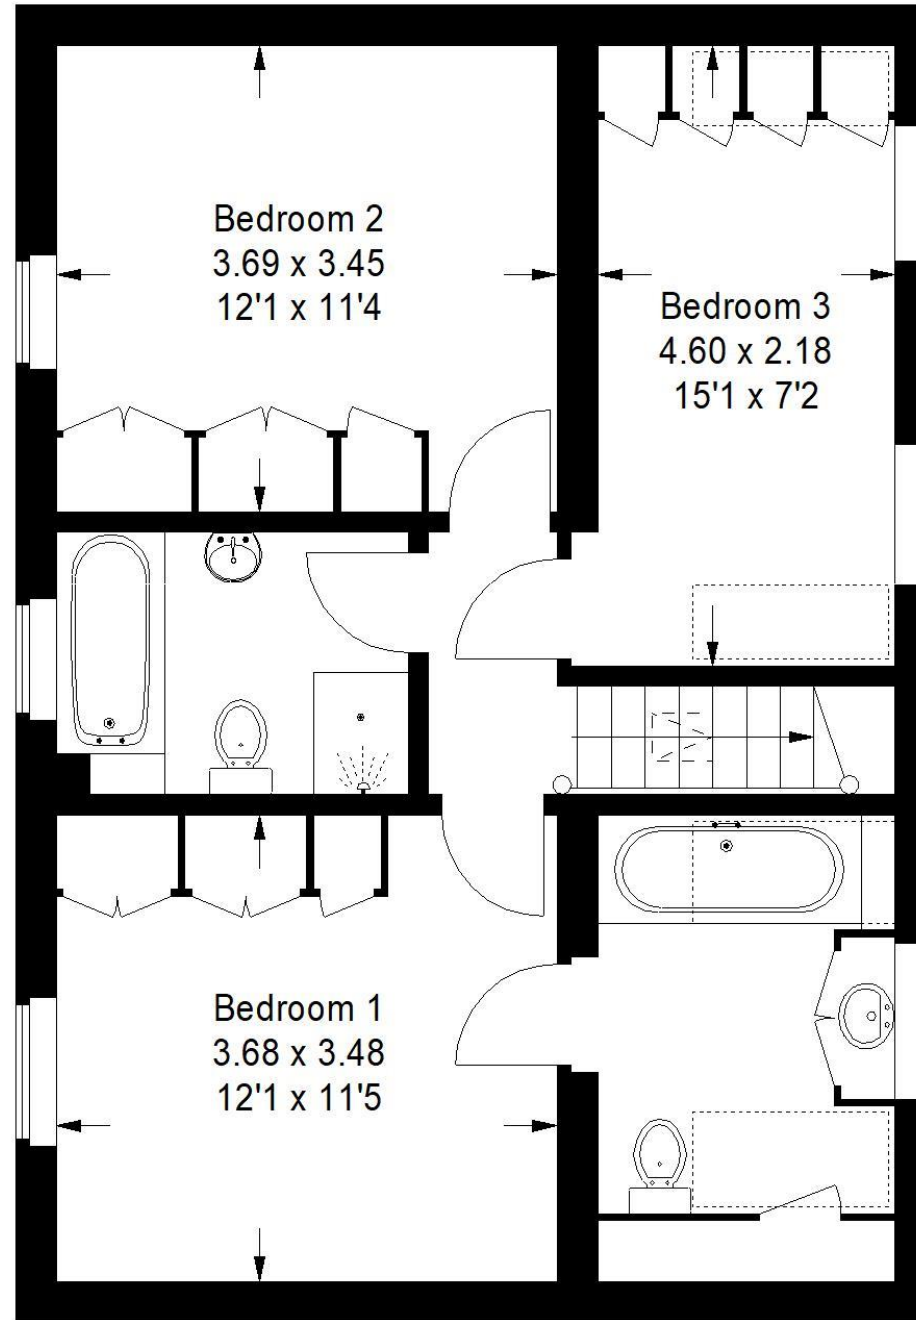 Bedroom 2
3.69 x 3.45
12'1 x 11'4
Bedroom 3
4.60 x 2.18
15'1 x 7'2
Bedroom 1
3.68 x 3.48
12'1 x 11'5